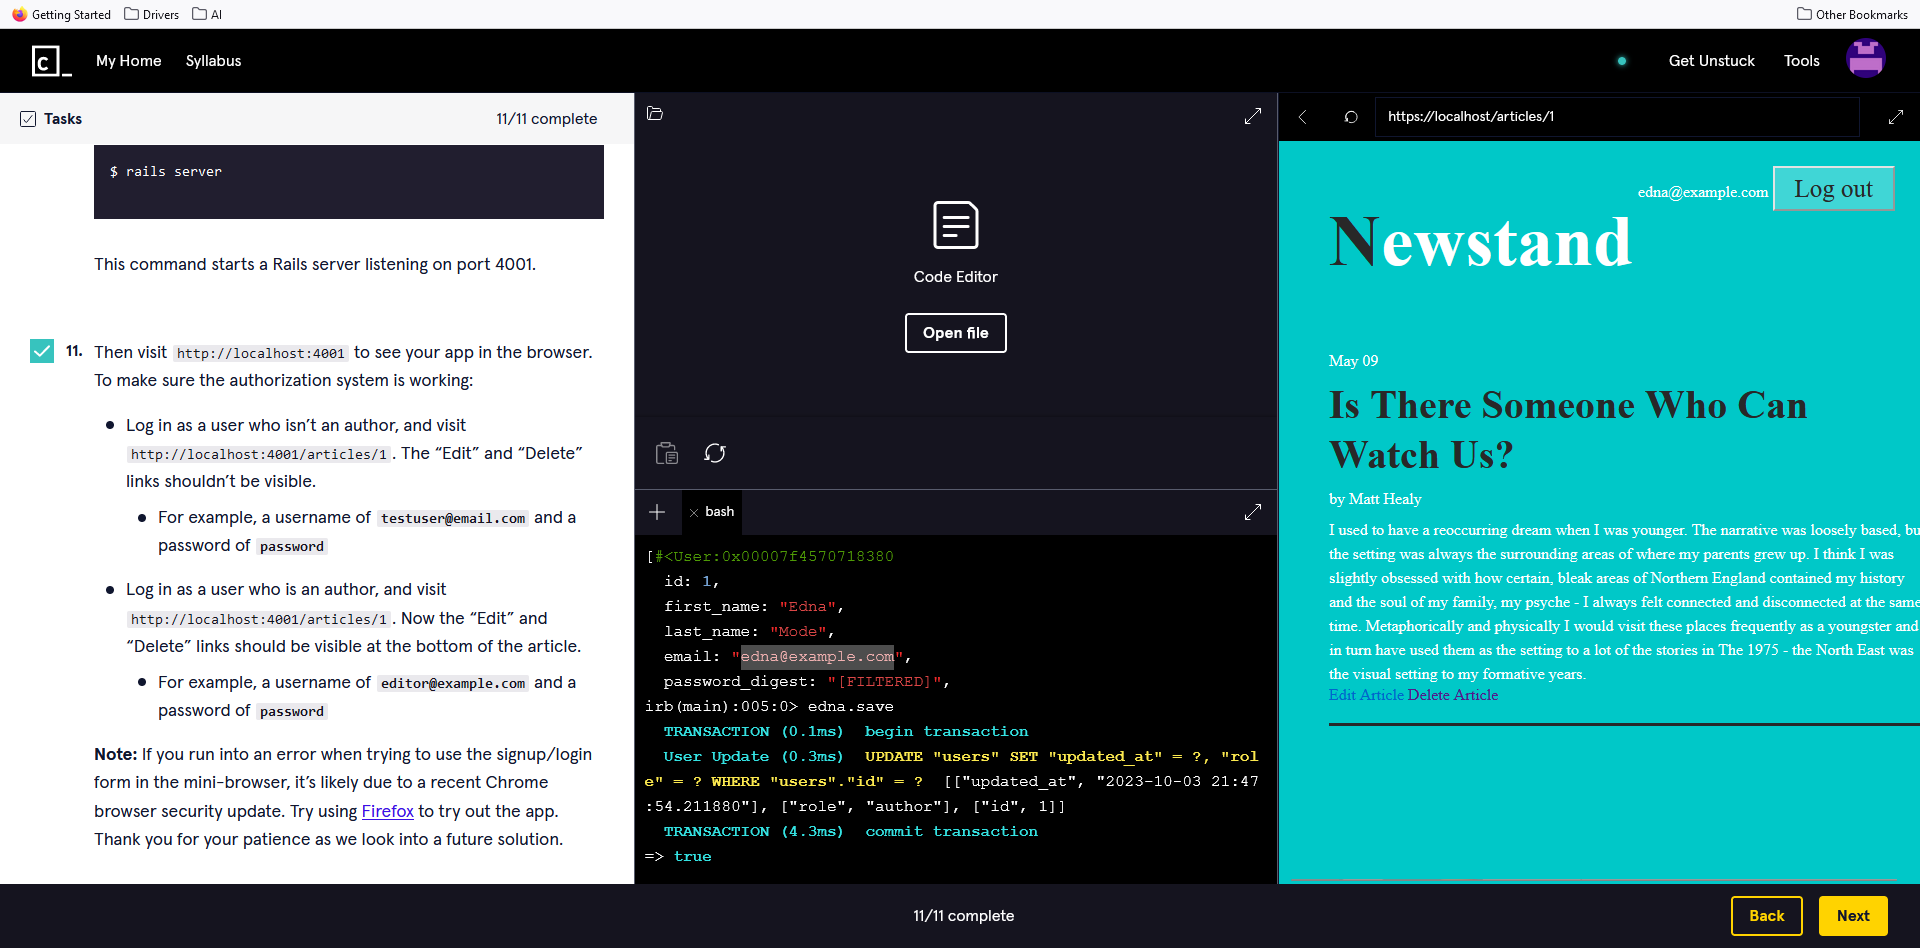 Getting Started Drivers AI Other Bookmarks
c_ My Home Syllabus Get Unstuck Tools
Tasks 11/11 complete
$ rails server
This command starts a Rails server listening on port 4001.
11. Then visit http://localhost:4001 to see your app in the browser.
To make sure the authorization system is working:
Log in as a user who isn’t an author, and visit
http://localhost:4001/articles/1. The “Edit” and “Delete”
links shouldn’t be visible.
For example, a username of testuser@email.com and a
password of password
Log in as a user who is an author, and visit
http://localhost:4001/articles/1. Now the “Edit” and
“Delete” links should be visible at the bottom of the article.
For example, a username of editor@example.com and a
password of password
Note: If you run into an error when trying to use the signup/login
form in the mini-browser, it’s likely due to a recent Chrome
browser security update. Try using Firefox to try out the app.
Thank you for your patience as we look into a future solution.
Code Editor
Open file
bash
[#<User:0x00007f4570718380
id: 1,
first_name: "Edna",
last_name: "Mode",
email: "edna@example.com",
password_digest: "[FILTERED]",
irb(main):005:0> edna.save
TRANSACTION (0.1ms) begin transaction
User Update (0.3ms) UPDATE "users" SET "updated_at" = ?, "rol
e" = ? WHERE "users"."id" = ? [["updated_at", "2023-10-03 21:47
:54.211880"], ["role", "author"], ["id", 1]]
TRANSACTION (4.3ms) commit transaction
=> true
https://localhost/articles/1
edna@example.com Log out
Newstand
May 09
Is There Someone Who Can
Watch Us?
by Matt Healy
I used to have a reoccurring dream when I was younger. The narrative was loosely based, bu
the setting was always the surrounding areas of where my parents grew up. I think I was
slightly obsessed with how certain, bleak areas of Northern England contained my history
and the soul of my family, my psyche - I always felt connected and disconnected at the same
time. Metaphorically and physically I would visit these places frequently as a youngster and
in turn have used them as the setting to a lot of the stories in The 1975 - the North East was
the visual setting to my formative years.
Edit Article Delete Article
11/11 complete
Back Next